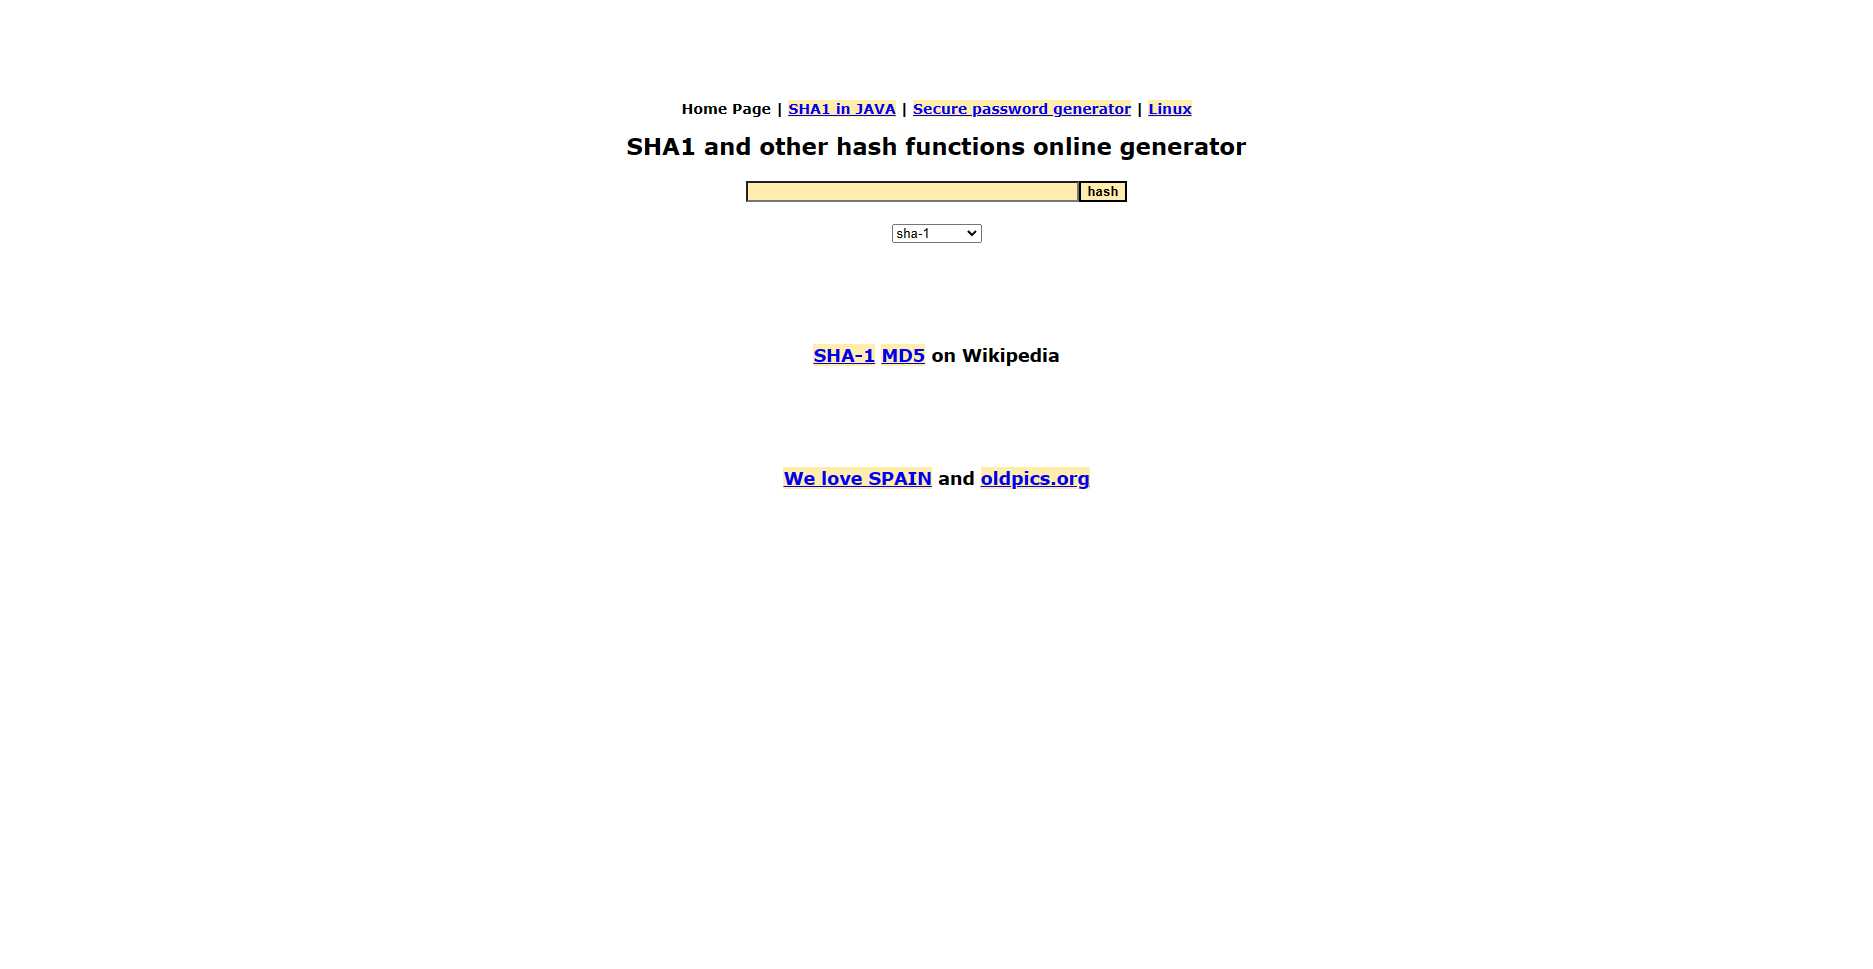 Home Page | SHA1 in JAVA | Secure password generator | Linux
SHA1 and other hash functions online generator
hash
sha-1
SHA-1 MD5 on Wikipedia
We love SPAIN and oldpics.org